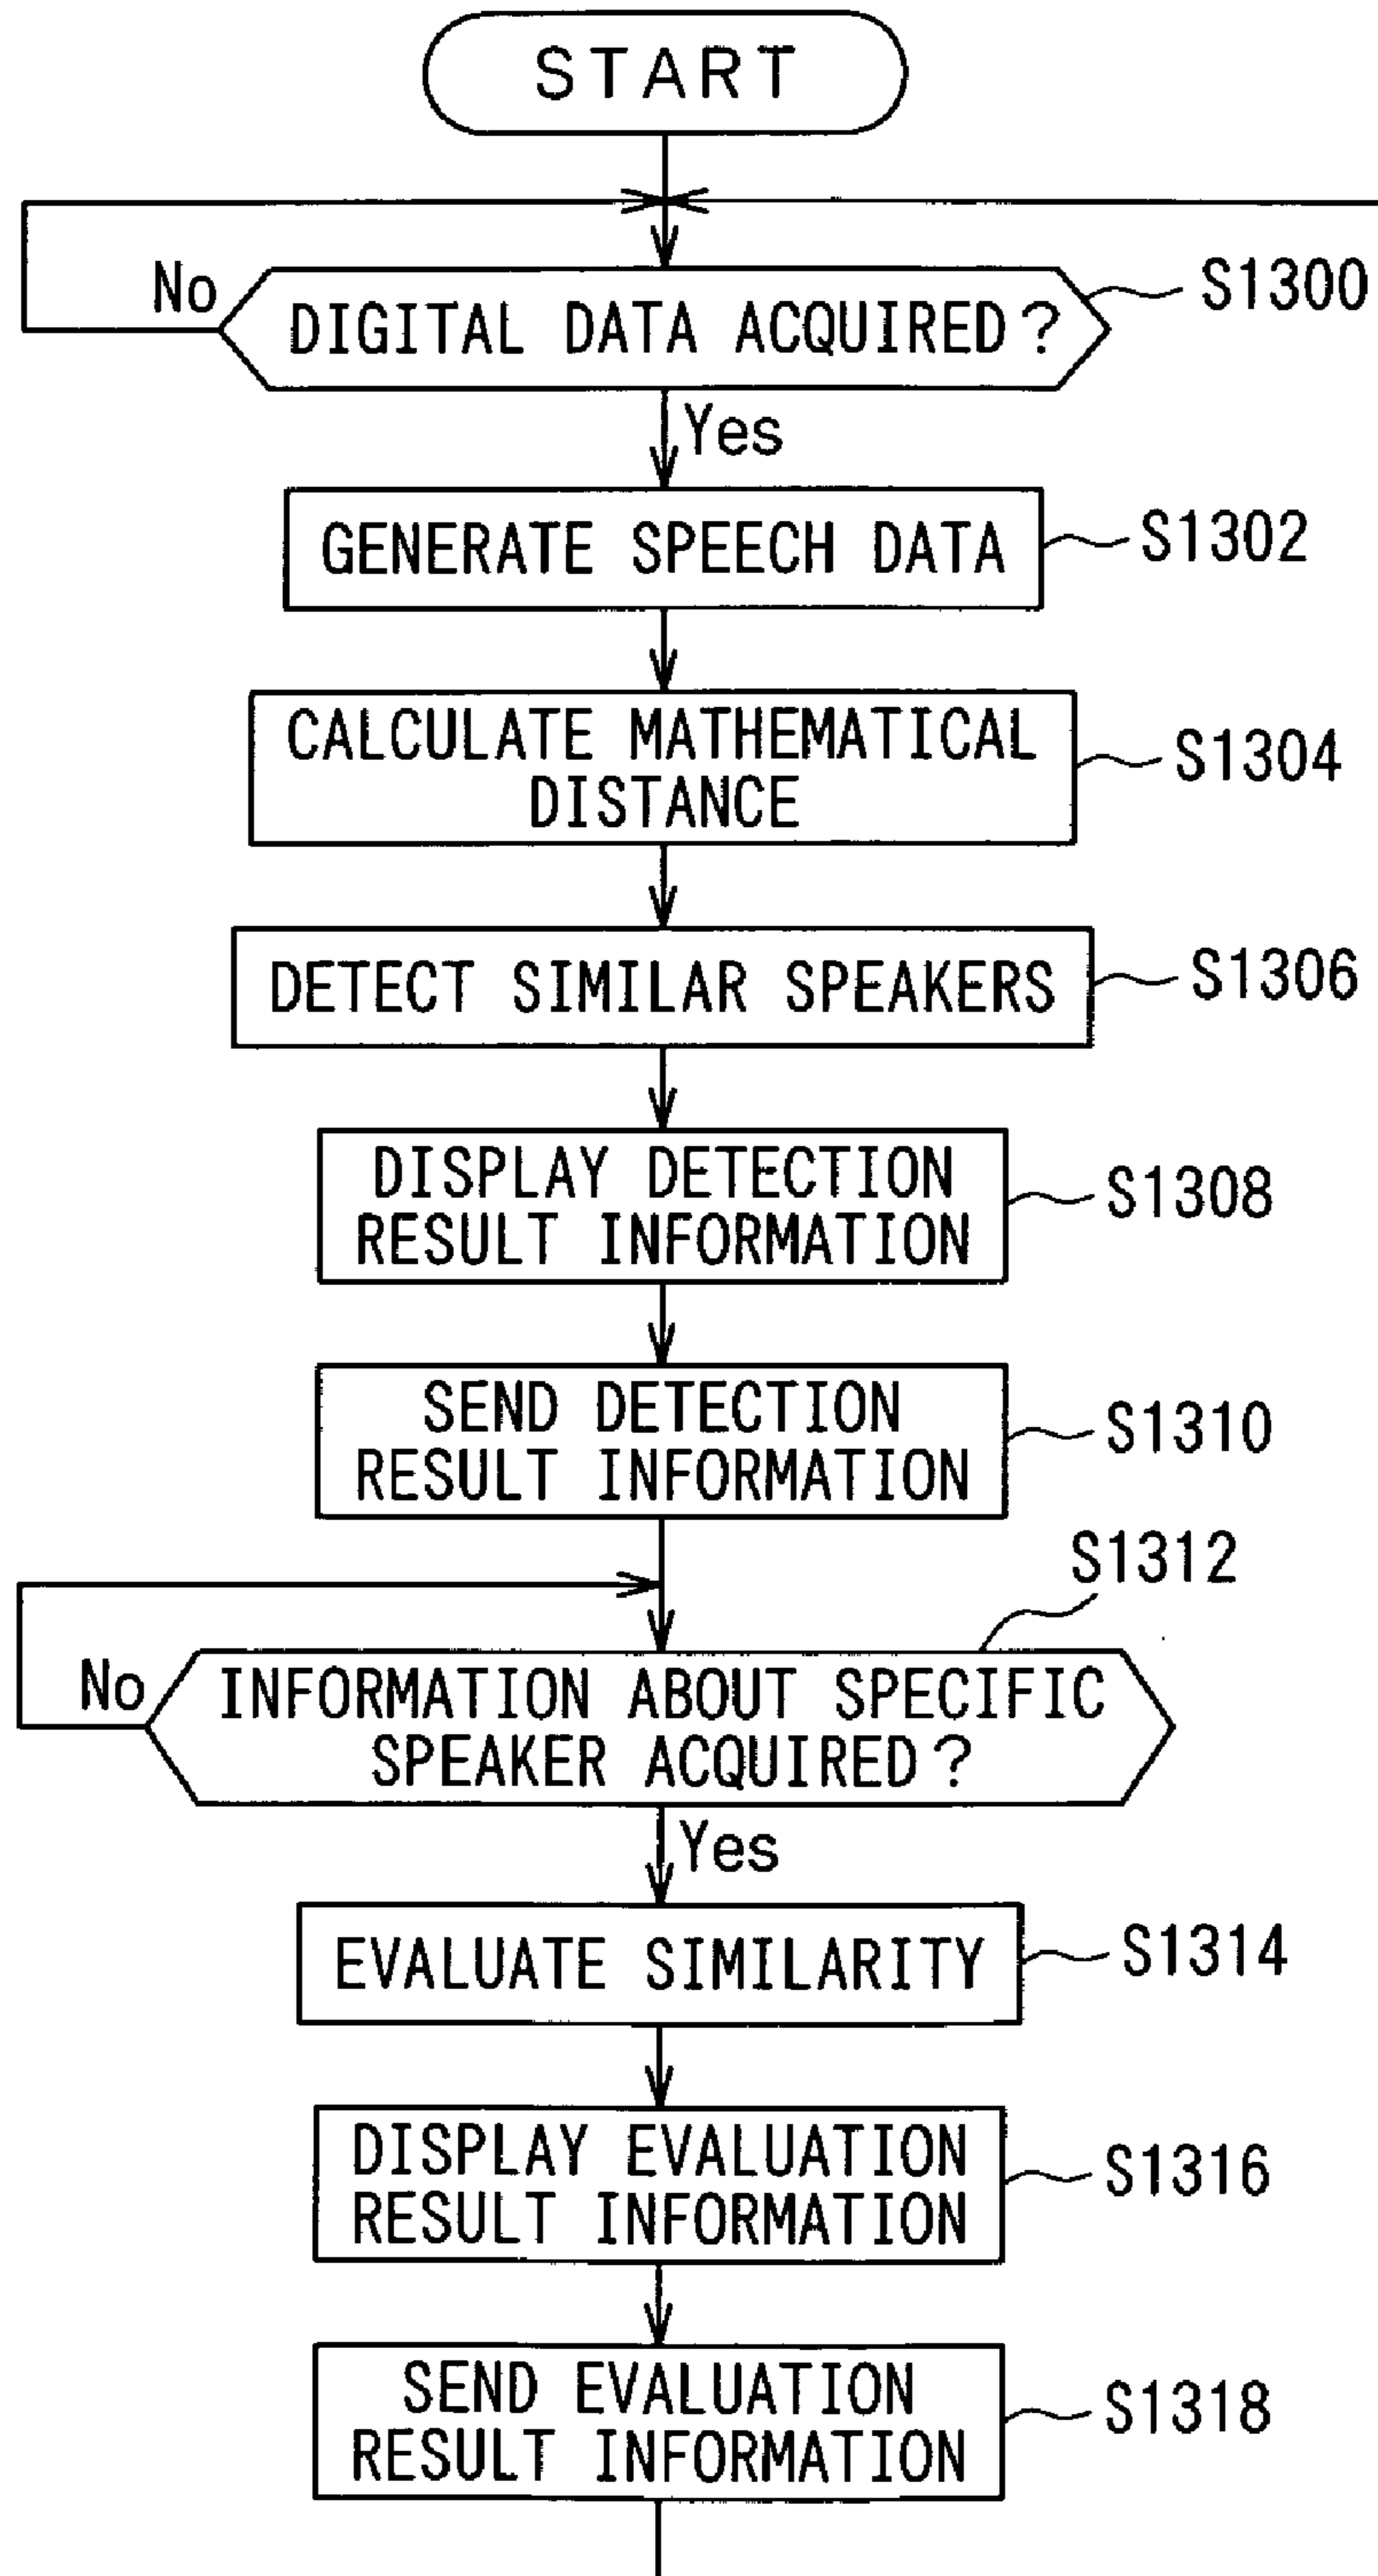 START
No
DIGITAL DATA ACQUIRED?
S1300
Yes
GENERATE SPEECH DATA
S1302
CALCULATE MATHEMATICAL
DISTANCE
S1304
DETECT SIMILAR SPEAKERS
S1306
DISPLAY DETECTION
RESULT INFORMATION
S1308
SEND DETECTION
RESULT INFORMATION
S1310
S1312
No
INFORMATION ABOUT SPECIFIC
SPEAKER ACQUIRED?
Yes
EVALUATE SIMILARITY
S1314
DISPLAY EVALUATION
RESULT INFORMATION
S1316
SEND EVALUATION
RESULT INFORMATION
S1318